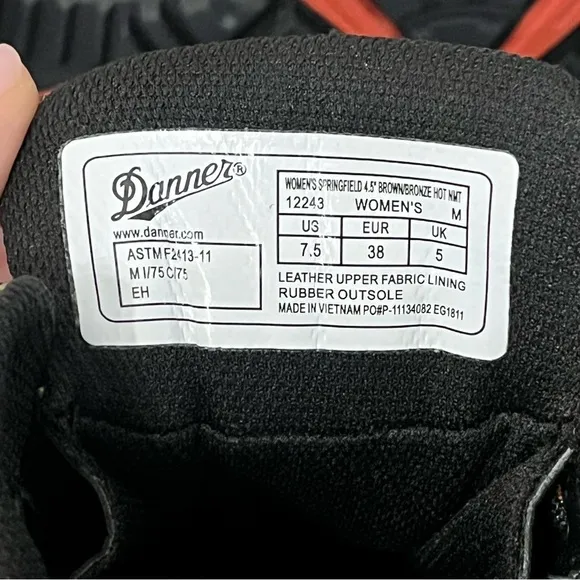 Danner®
www.danner.com
ASTM F2413-11
M I/75 C/75
EH
WOMEN'S SPRINGFIELD 4.5" BROWN/BRONZE HOT NMT
12243 WOMEN'S M
US EUR UK
7.5 38 5
LEATHER UPPER FABRIC LINING
RUBBER OUTSOLE
MADE IN VIETNAM PO#P-11134082 EG1811